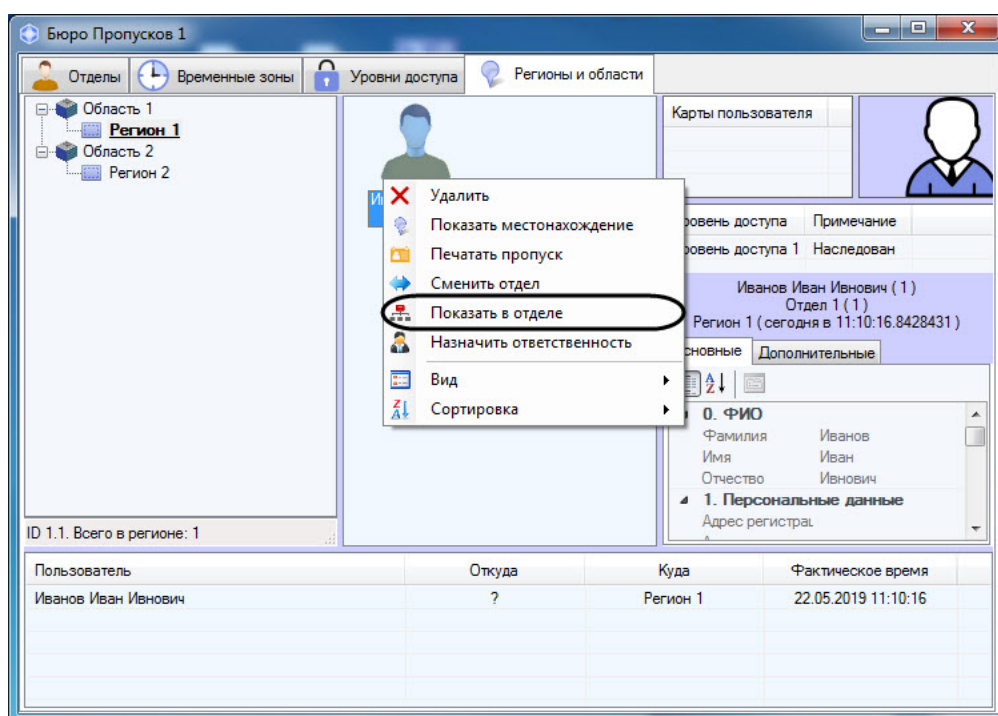 Бюро Пропусков 1
Отделы
Временные зоны
Уровни доступа
Регионы и области
Область 1
Регион 1
Область 2
Регион 2
ID 1.1. Всего в регионе: 1
Удалить
Показать местонахождение
Печатать пропуск
Сменить отдел
Показать в отделе
Назначить ответственность
Вид
Сортировка
Карты пользователя
доступа Примечание
доступа 1 Наследован
Иванов Иван Ивнович ( 1 )
Отдел 1 ( 1 )
Регион 1 ( сегодня в 11:10:16.8428431 )
Дополнительные
0. ФИО
Фамилия Иванов
Имя Иван
Отчество Ивнович
1. Персональные данные
Адрес
Пользователь Откуда Куда Фактическое время
Иванов Иван Ивнович ? Регион 1 22.05.2019 11:10:16